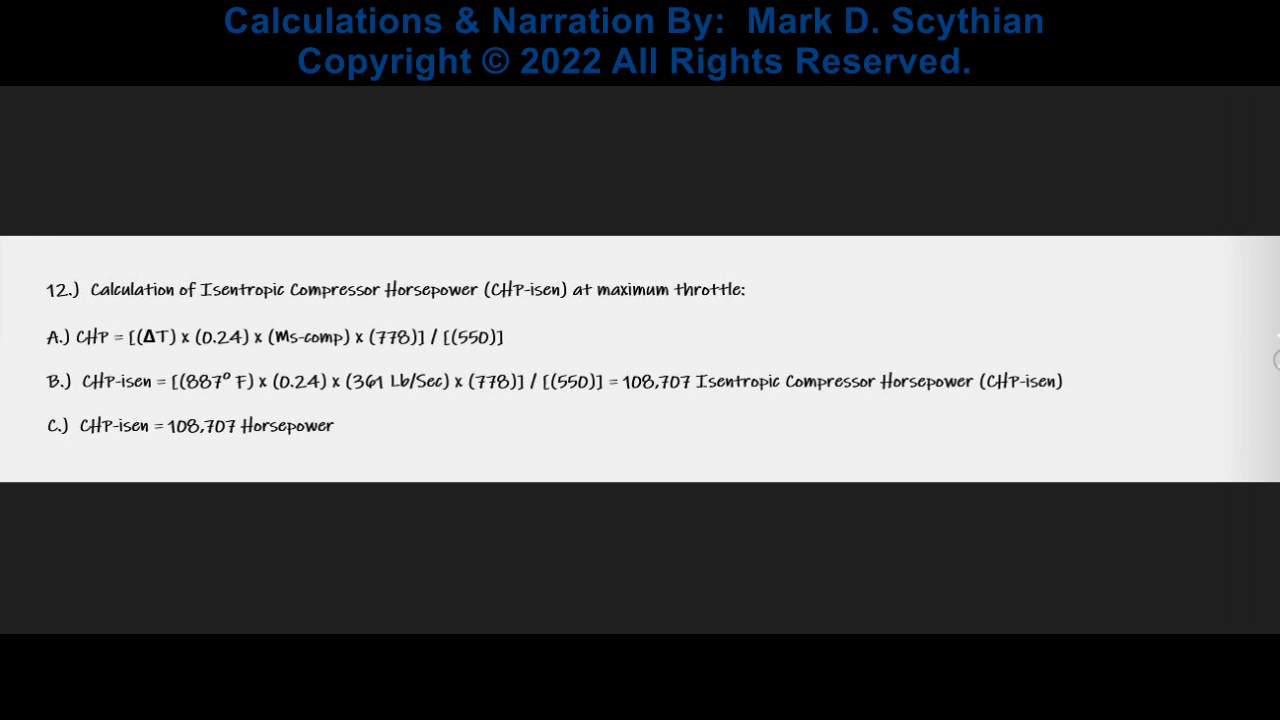 Calculations & Narration By: Mark D. Scythian
Copyright © 2022 All Rights Reserved.
12.) Calculation of Isentropic Compressor Horsepower (CHP-isen) at maximum throttle:
A.) CHP = [(ΔT) x (0.24) x (Ms-comp) x (778)] / [(550)]
B.) CHP-isen = [(887º F) x (0.24) x (361 Lb/Sec) x (778)] / [(550)] = 108,707 Isentropic Compressor Horsepower (CHP-isen)
C.) CHP-isen = 108,707 Horsepower